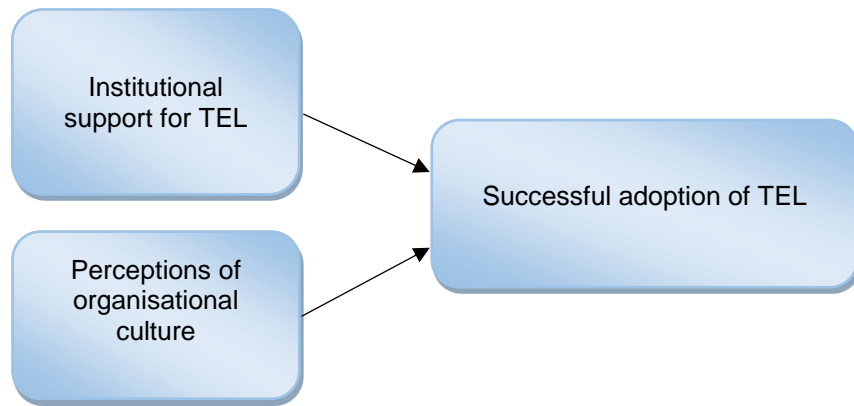 Institutional
support for TEL
Successful adoption of TEL
Perceptions of
organisational
culture